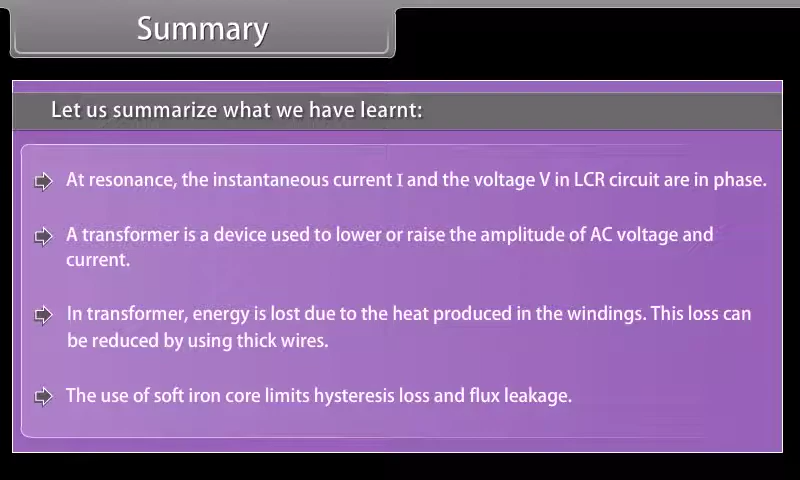 Summary
Let us summarize what we have learnt:
At resonance, the instantaneous current I and the voltage V in LCR circuit are in phase.
A transformer is a device used to lower or raise the amplitude of AC voltage and
current.
In transformer, energy is lost due to the heat produced in the windings. This loss can
be reduced by using thick wires.
The use of soft iron core limits hysteresis loss and flux leakage.